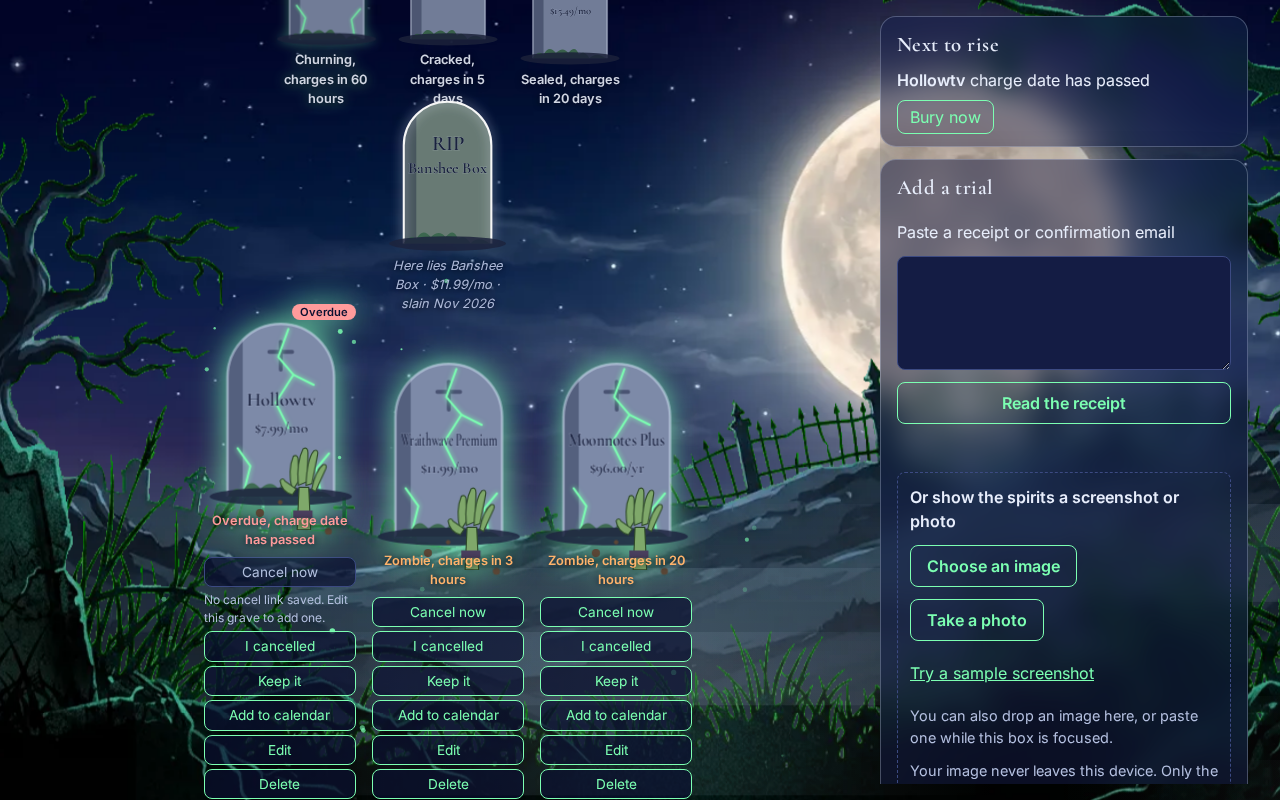 $15.49/mo
Churning,
charges in 60
hours
Cracked,
charges in 5
days
Sealed, charges
in 20 days
RIP
Banshee Box
Here lies Banshee
Box · $11.99/mo ·
slain Nov 2026
Overdue
Hollowtv
$7.99/mo
Overdue, charge date
has passed
Cancel now
No cancel link saved. Edit
this grave to add one.
I cancelled
Keep it
Add to calendar
Edit
Delete
Wraithwave Premium
$11.99/mo
Zombie, charges in 3
hours
Cancel now
I cancelled
Keep it
Add to calendar
Edit
Delete
Moonnotes Plus
$96.00/yr
Zombie, charges in 20
hours
Cancel now
I cancelled
Keep it
Add to calendar
Edit
Delete
Next to rise
Hollowtv charge date has passed
Bury now
Add a trial
Paste a receipt or confirmation email
Read the receipt
Or show the spirits a screenshot or
photo
Choose an image
Take a photo
Try a sample screenshot
You can also drop an image here, or paste
one while this box is focused.
Your image never leaves this device. Only the